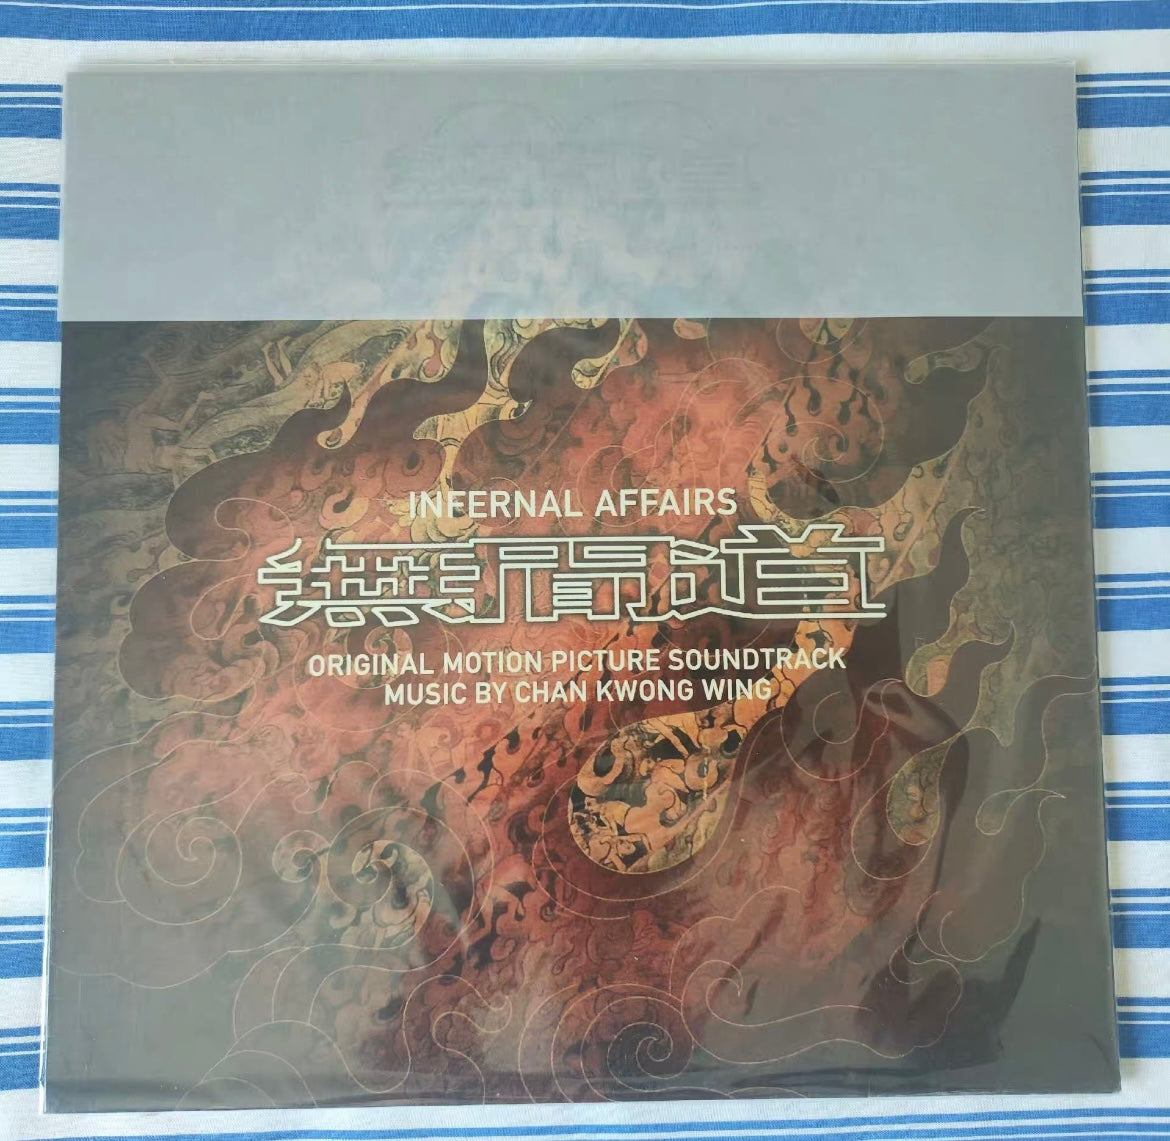 INFERNAL AFFAIRS
無間道
ORIGINAL MOTION PICTURE SOUNDTRACK
MUSIC BY CHAN KWONG WING